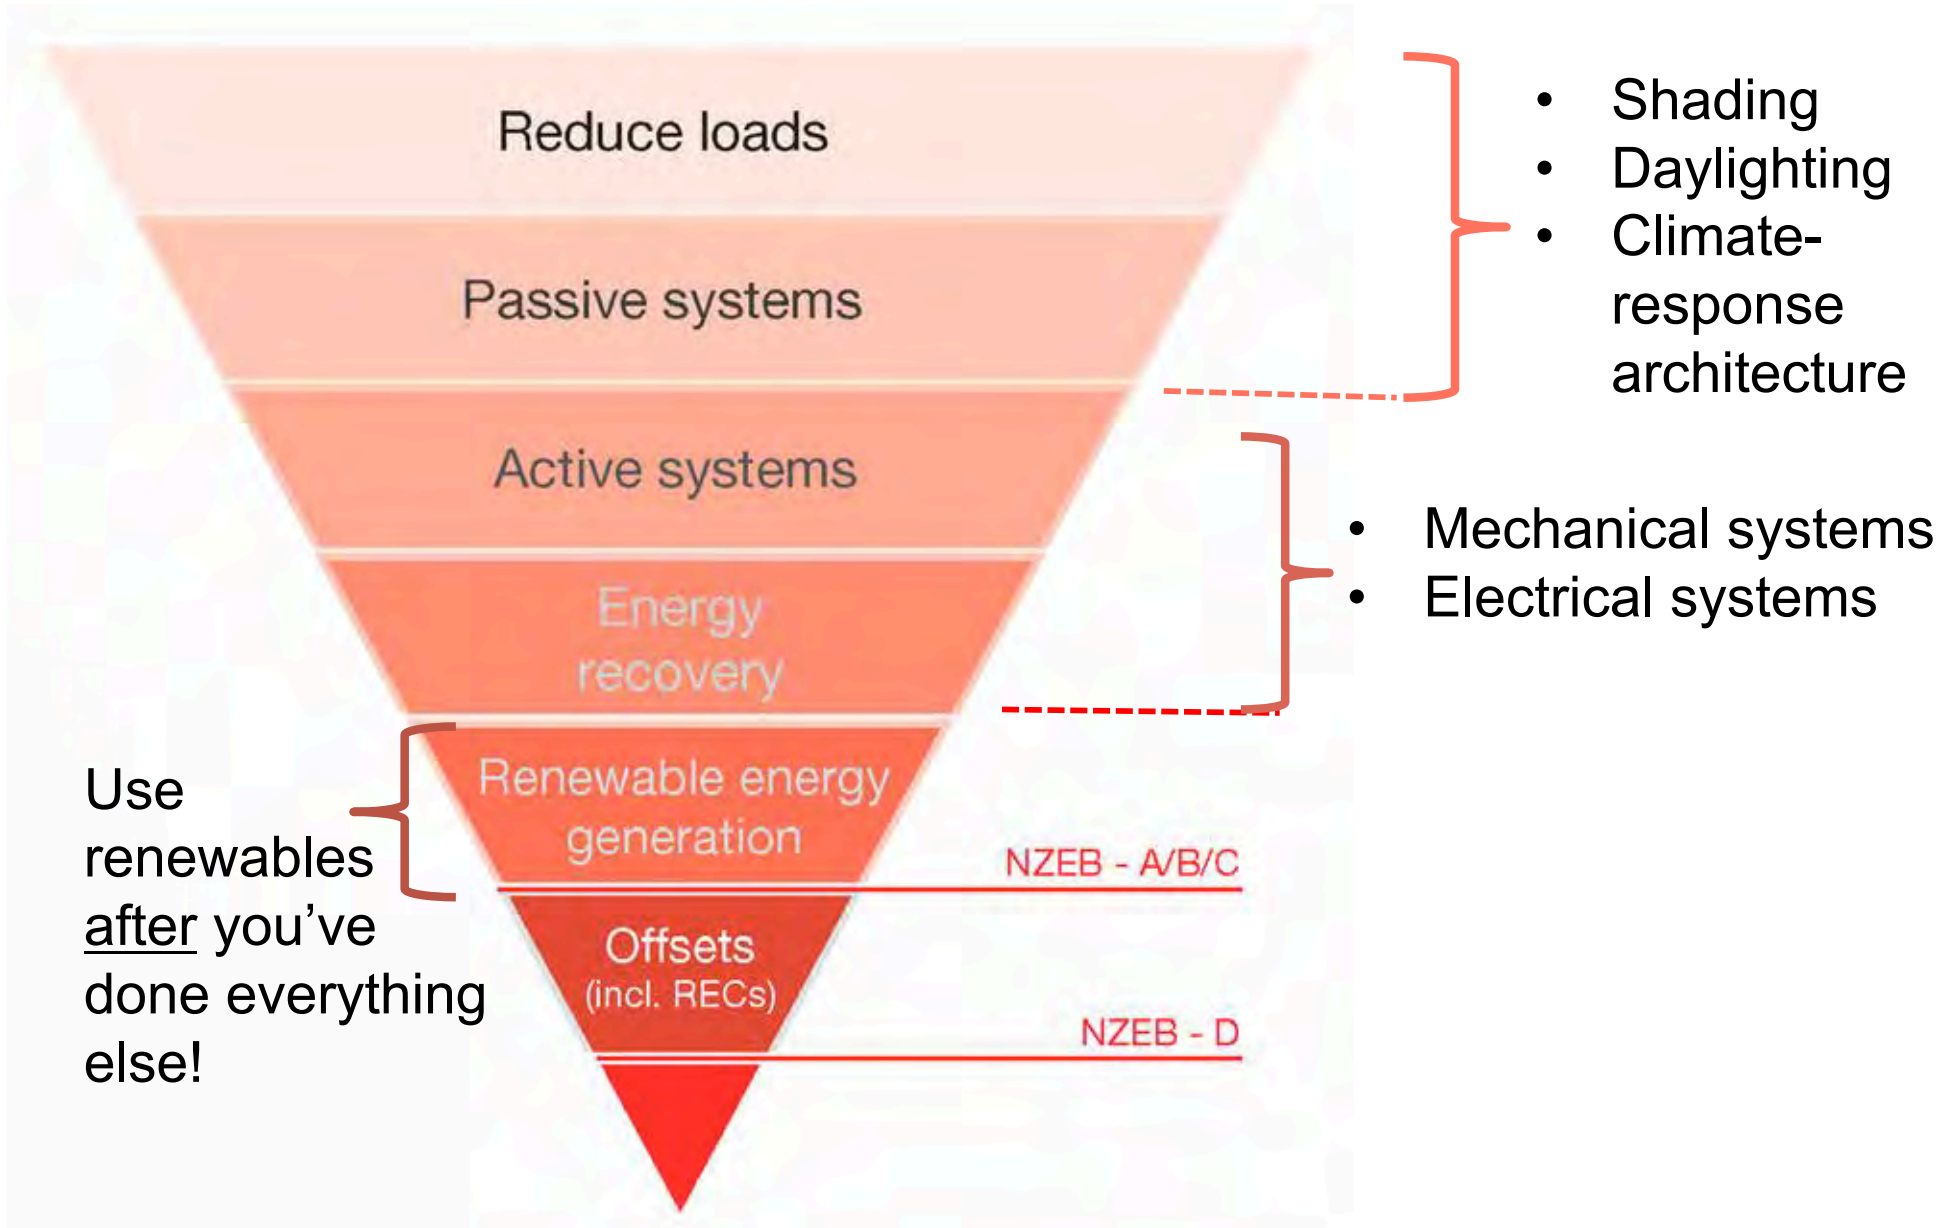 Reduce loads
Passive systems
Active systems
Energy
recovery
Renewable energy
generation
Offsets
(incl. RECs)
• Shading
• Daylighting
• Climate-
response
architecture
• Mechanical systems
• Electrical systems
Use
renewables
after you’ve
done everything
else!
NZEB - A/B/C
NZEB - D